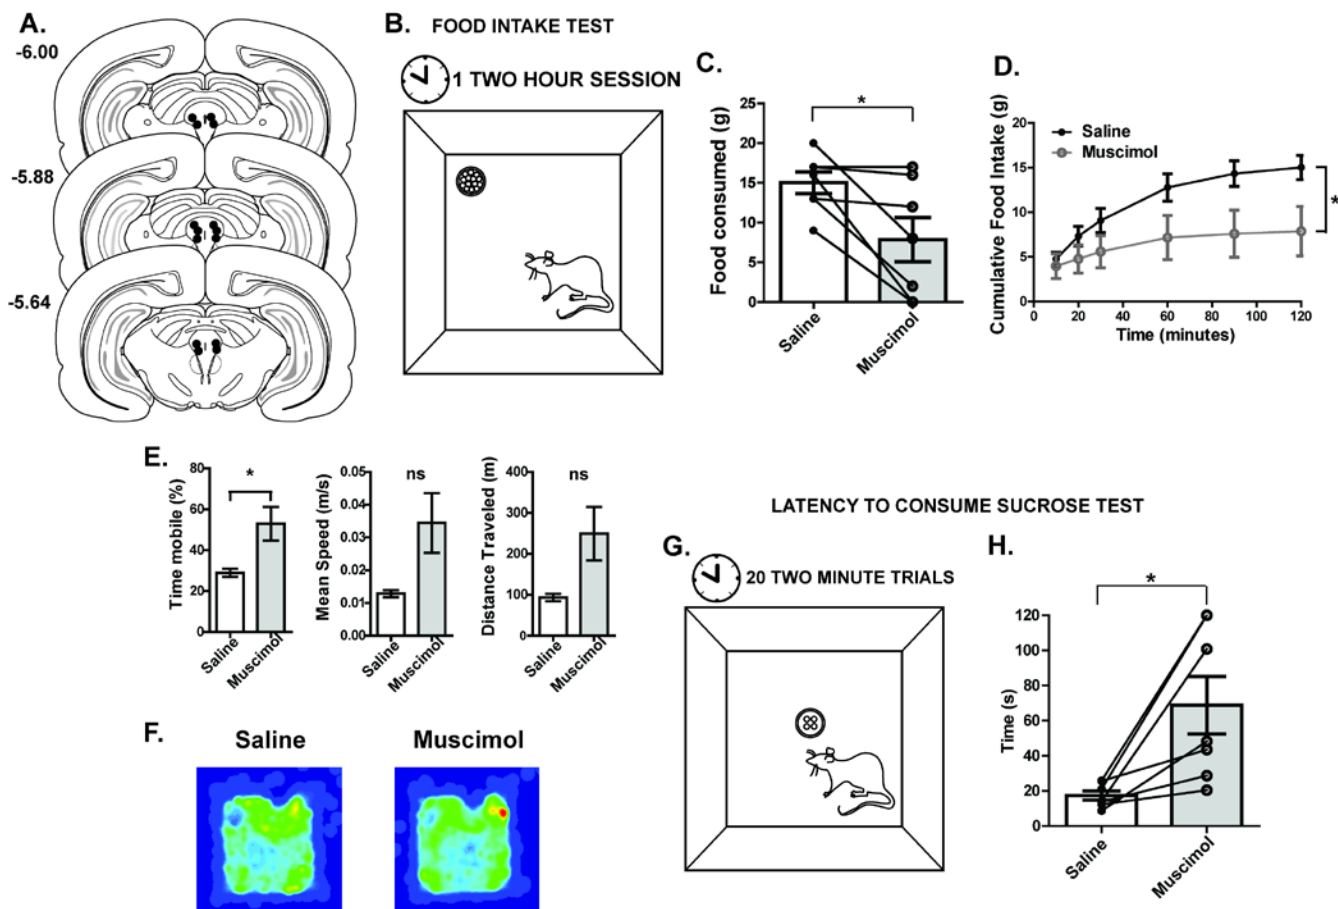 A.
-6.00
-5.88
-5.64
B. FOOD INTAKE TEST
1 TWO HOUR SESSION
C.
Food consumed (g)
25
20
15
10
5
0
*
Saline
Muscimol
D.
Cumulative Food Intake (g)
20
15
10
5
0
Saline
Muscimol
*
20 40 60 80 100 120
Time (minutes)
E.
Time mobile (%)
80
60
40
20
0
*
Saline
Muscimol
Mean Speed (m/s)
0.05
0.04
0.03
0.02
0.01
0.00
ns
Saline
Muscimol
Distance Traveled (m)
400
300
200
100
0
ns
Saline
Muscimol
F.
Saline Muscimol
LATENCY TO CONSUME SUCROSE TEST
G.
20 TWO MINUTE TRIALS
H.
Time (s)
120
100
80
60
40
20
0
*
Saline
Muscimol